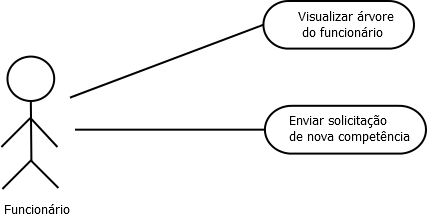 Visualizar árvore
do funcionário
Enviar solicitação
de nova competência
Funcionário